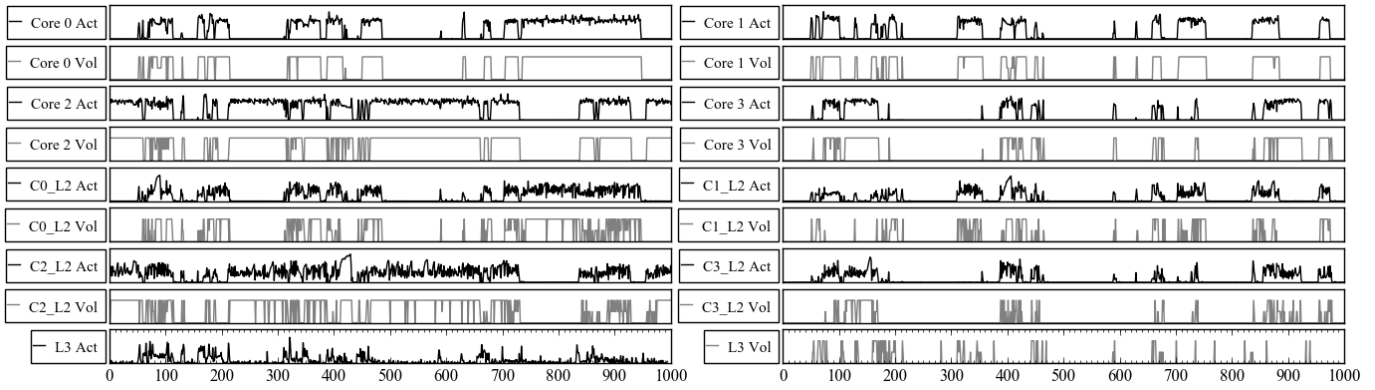 Core 0 Act
Core 1 Act
Core 0 Vol
Core 1 Vol
Core 2 Act
Core 3 Act
Core 2 Vol
Core 3 Vol
C0_L2 Act
C1_L2 Act
C0_L2 Vol
C1_L2 Vol
C2_L2 Act
C3_L2 Act
C2_L2 Vol
C3_L2 Vol
L3 Act
L3 Vol
0 100 200 300 400 500 600 700 800 900 1000
0 100 200 300 400 500 600 700 800 900 1000